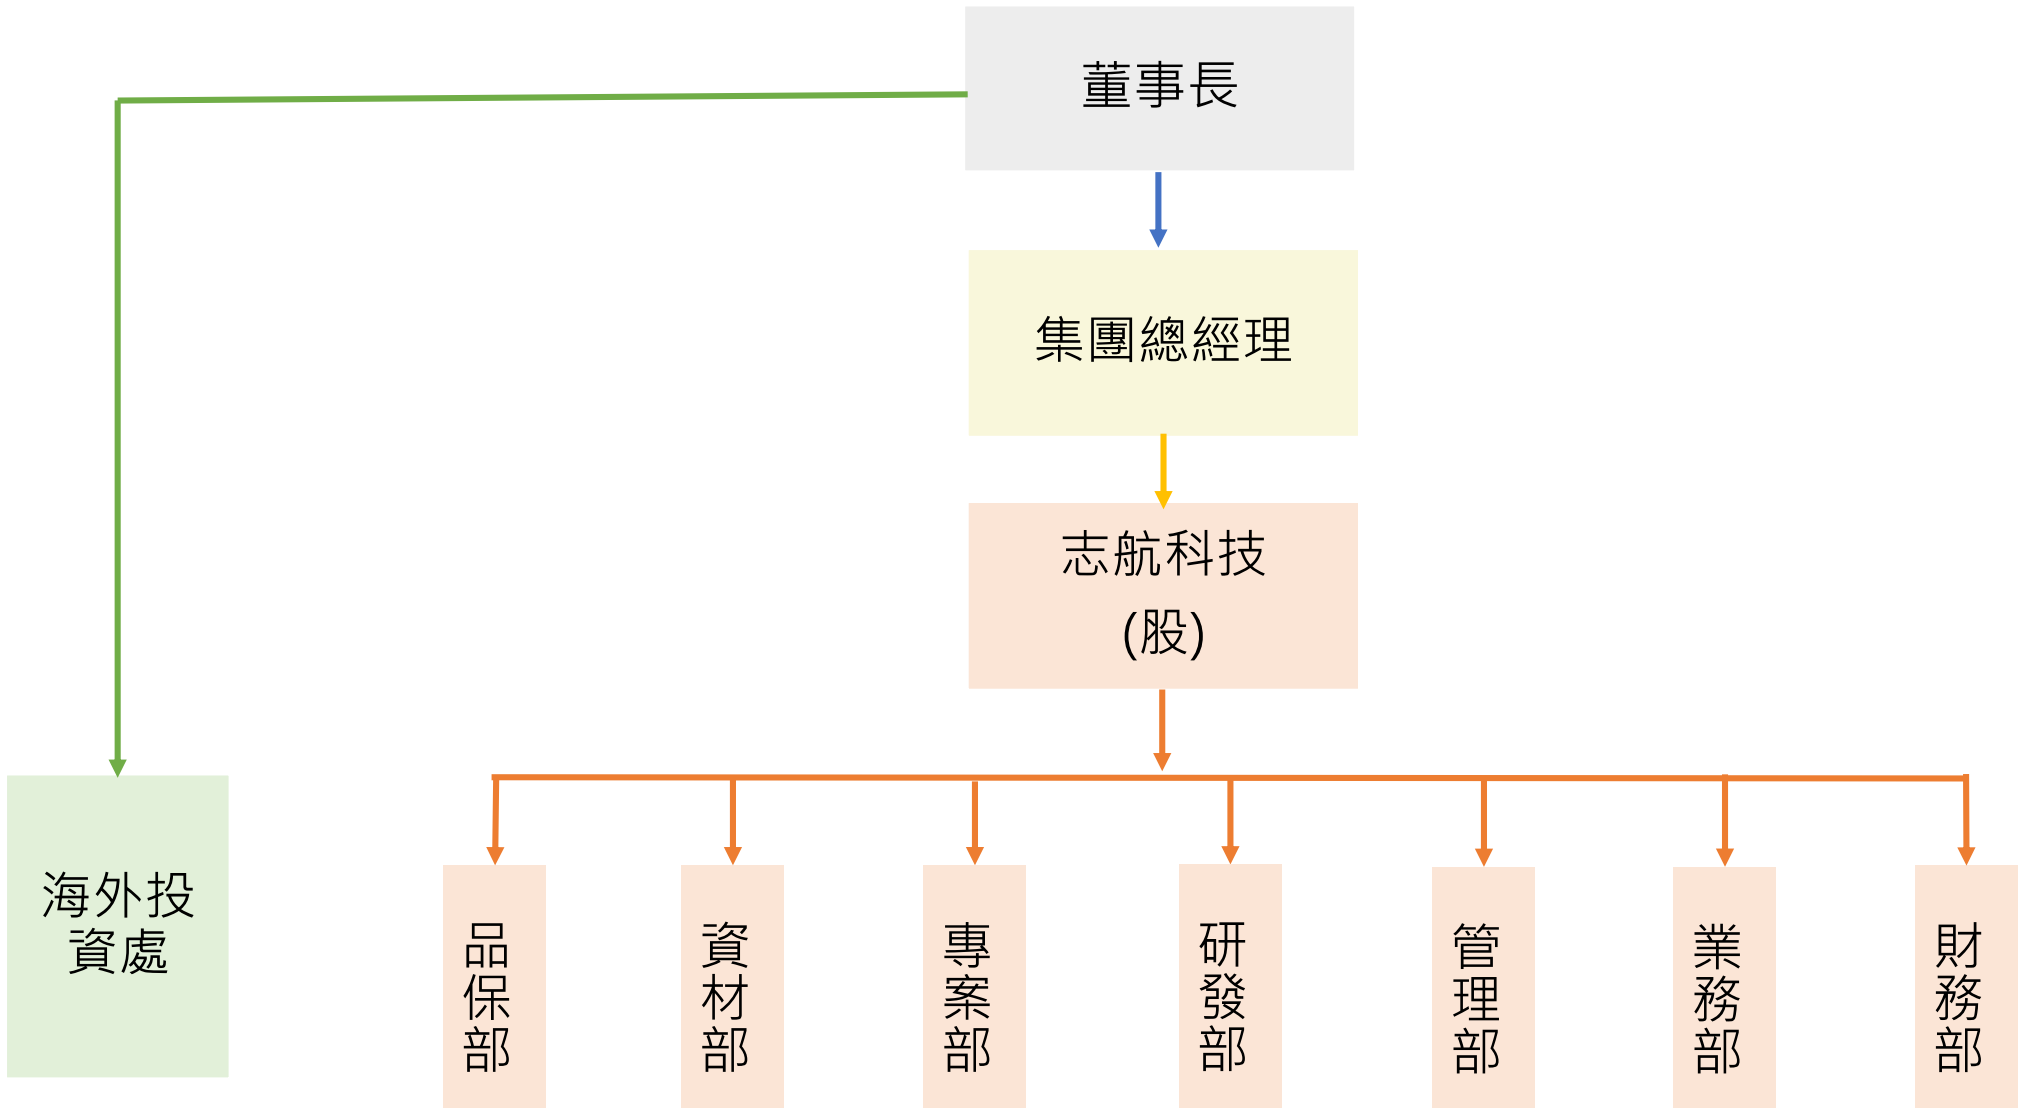 董事長
集團總經理
志航科技
(股)
海外投
資處
品保部
資材部
專案部
研發部
管理部
業務部
財務部